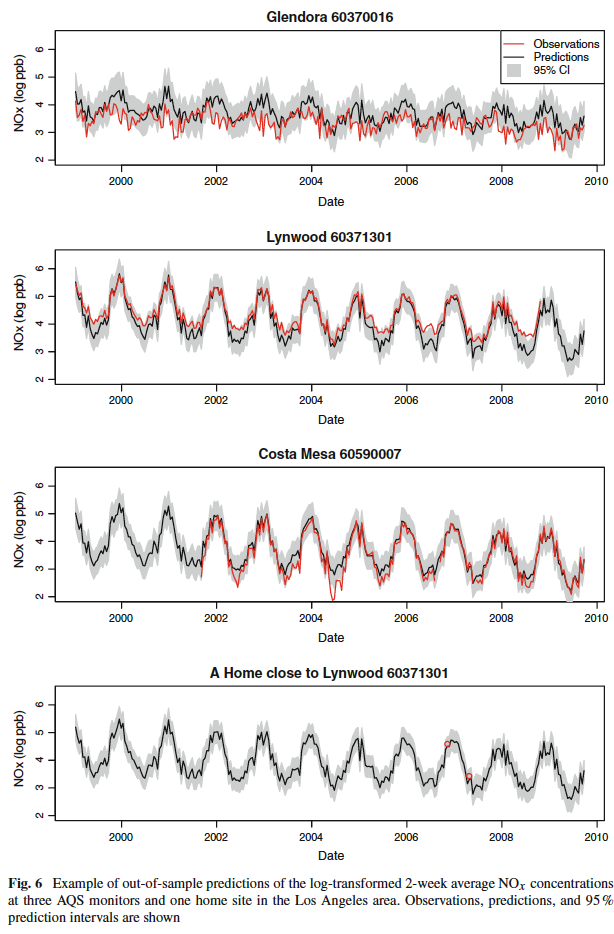 Glendora 60370016
NOx (log ppb)
6
5
4
3
2
Observations
Predictions
95% CI
2000
2002
2004
2006
2008
2010
Date
Lynwood 60371301
NOx (log ppb)
6
5
4
3
2
2000
2002
2004
2006
2008
2010
Date
Costa Mesa 60590007
NOx (log ppb)
6
5
4
3
2
2000
2002
2004
2006
2008
2010
Date
A Home close to Lynwood 60371301
NOx (log ppb)
6
5
4
3
2
2000
2002
2004
2006
2008
2010
Date
Fig. 6 Example of out-of-sample predictions of the log-transformed 2-week average NOx concentrations
at three AQS monitors and one home site in the Los Angeles area. Observations, predictions, and 95 %
prediction intervals are shown